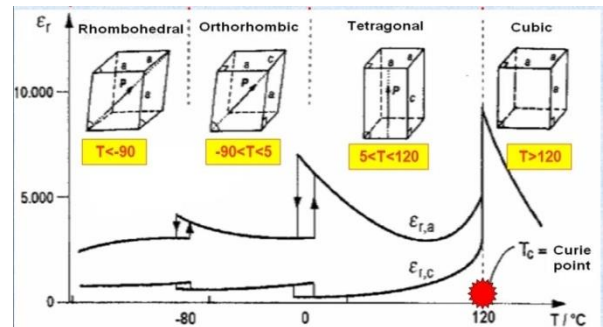 εr
Rhombohedral
Orthorhombic
Tetragonal
Cubic
a
a
a
P
a
c
a
P
a
a
P
c
a
a
a
10.000
T<-90
-90<T<5
5<T<120
T>120
5.000
εr,a
εr,c
Tc = Curie
point
0
-80
0
120
T / °C